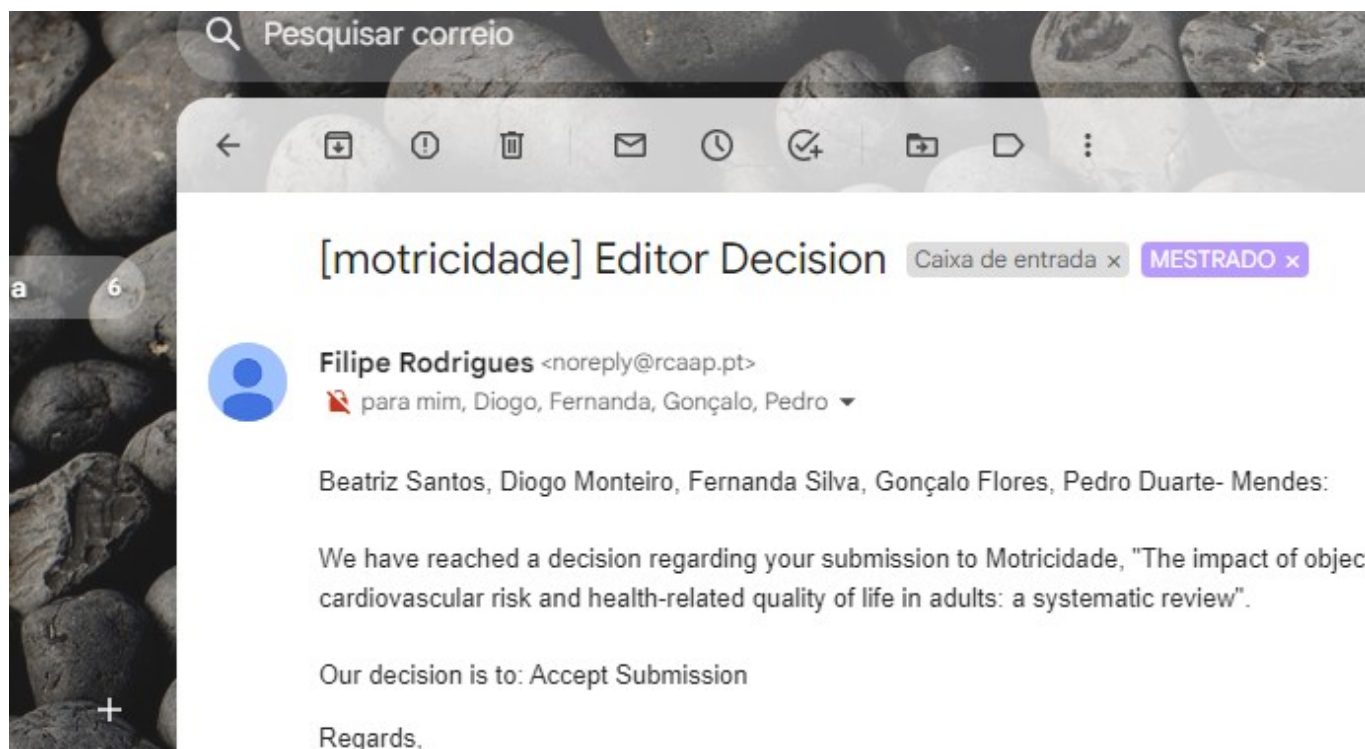 Pesquisar correio
[motricidade] Editor Decision Caixa de entrada × MESTRADO ×
a 6
Filipe Rodrigues <noreply@rcaap.pt>
para mim, Diogo, Fernanda, Gonçalo, Pedro
Beatriz Santos, Diogo Monteiro, Fernanda Silva, Gonçalo Flores, Pedro Duarte- Mendes:
We have reached a decision regarding your submission to Motricidade, "The impact of objec
cardiovascular risk and health-related quality of life in adults: a systematic review".
Our decision is to: Accept Submission
Regards,